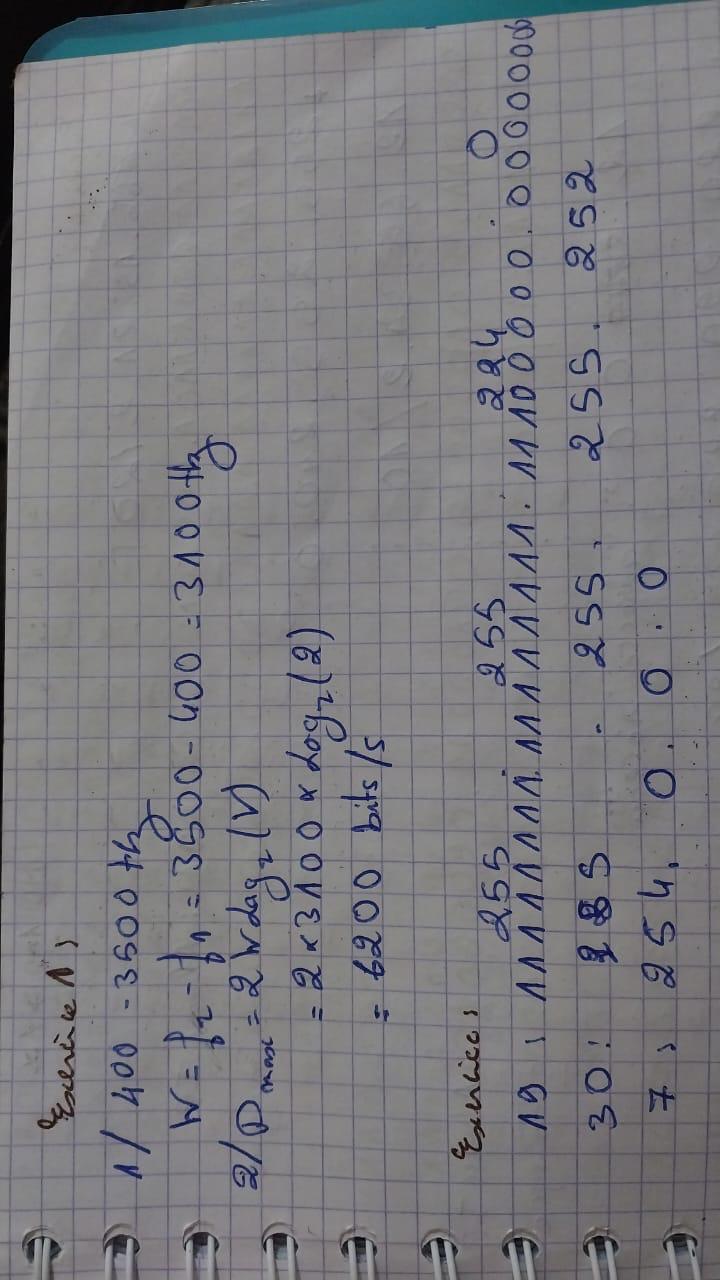 Exercice 1 :
1/ 400 - 3500 Hz
W = f2 - f1 = 3500 - 400 = 3100 Hz
2/ Dmax = 2 W log2 (V)
= 2 x 3100 x log2 (2)
= 6200 bits/s
Exercice :
255 255 224 . 0
19 : 11111111.11111111.11100000.00000000
30 : 255 . 255 . 255 . 252
7 : 254. 0. 0. 0